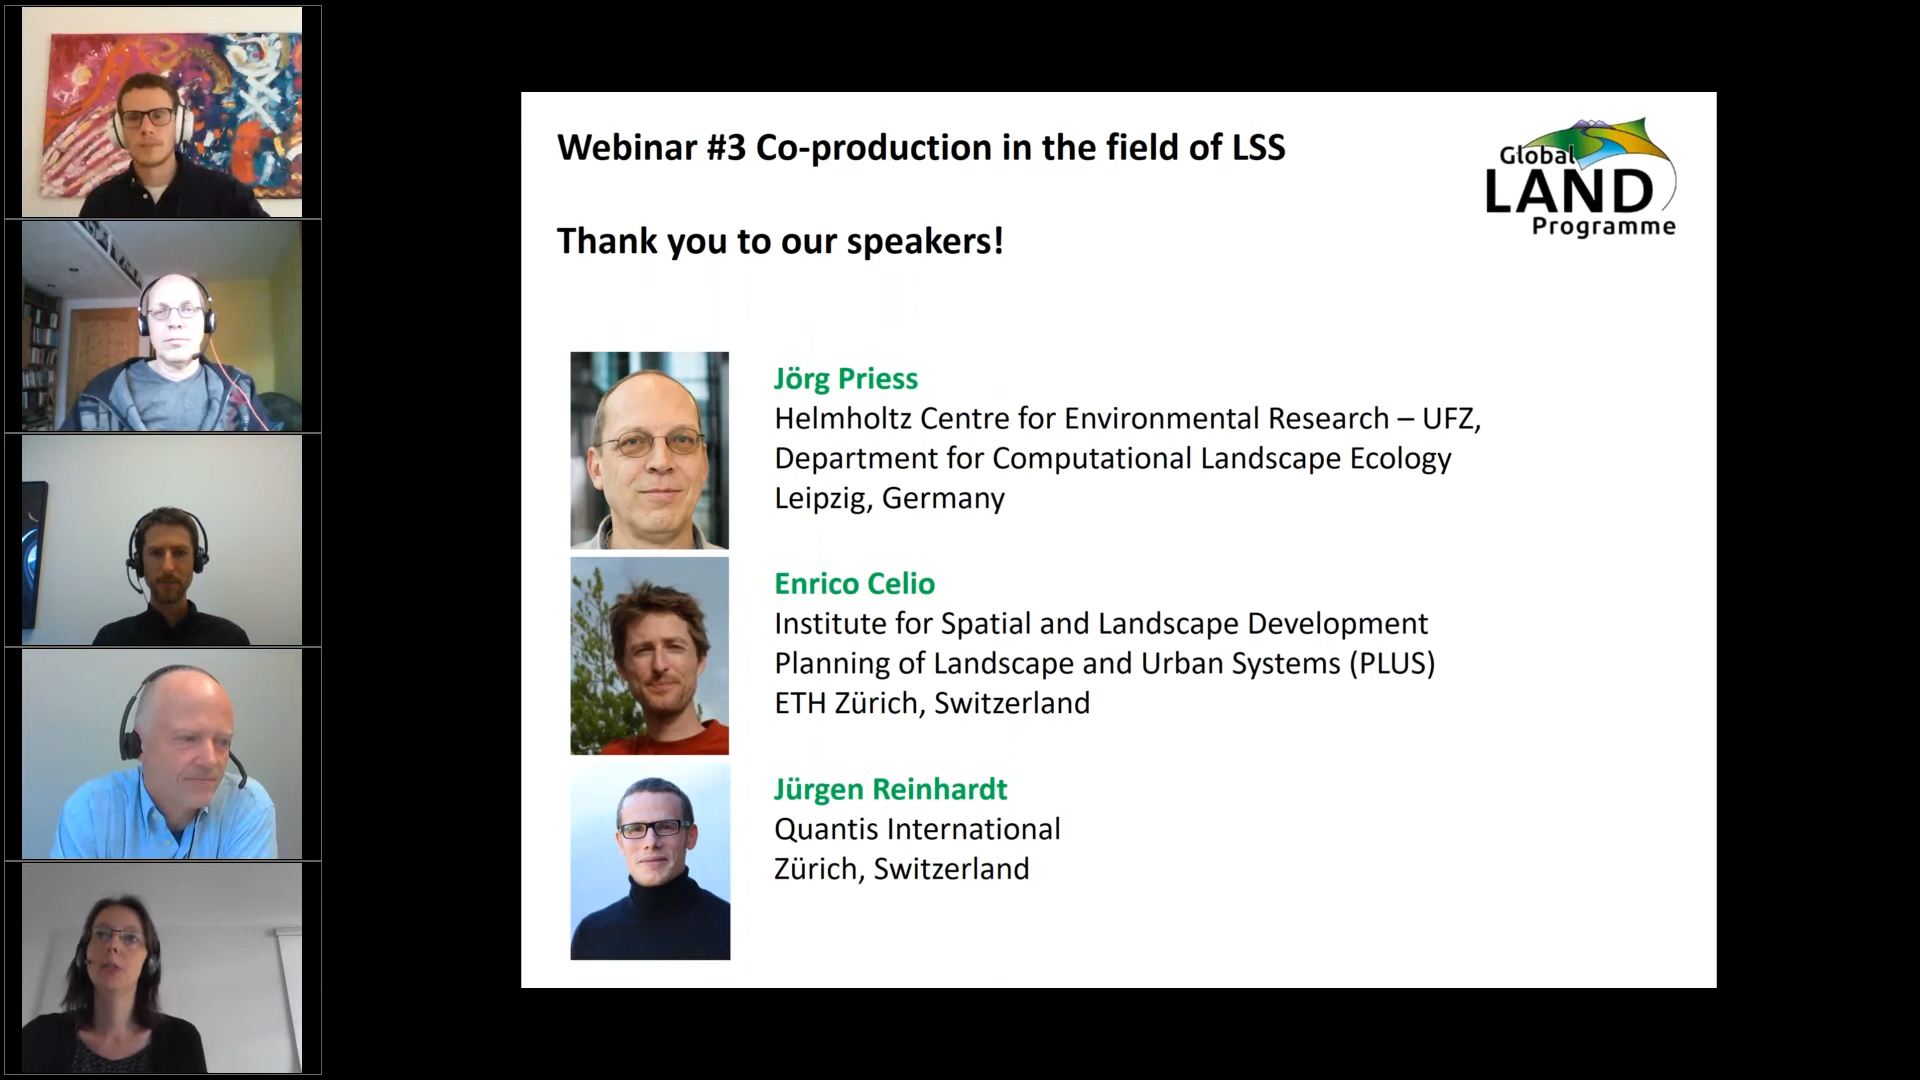 Webinar #3 Co-production in the field of LSS
Global
LAND
Programme
Thank you to our speakers!
Jörg Priess
Helmholtz Centre for Environmental Research – UFZ,
Department for Computational Landscape Ecology
Leipzig, Germany
Enrico Celio
Institute for Spatial and Landscape Development
Planning of Landscape and Urban Systems (PLUS)
ETH Zürich, Switzerland
Jürgen Reinhardt
Quantis International
Zürich, Switzerland